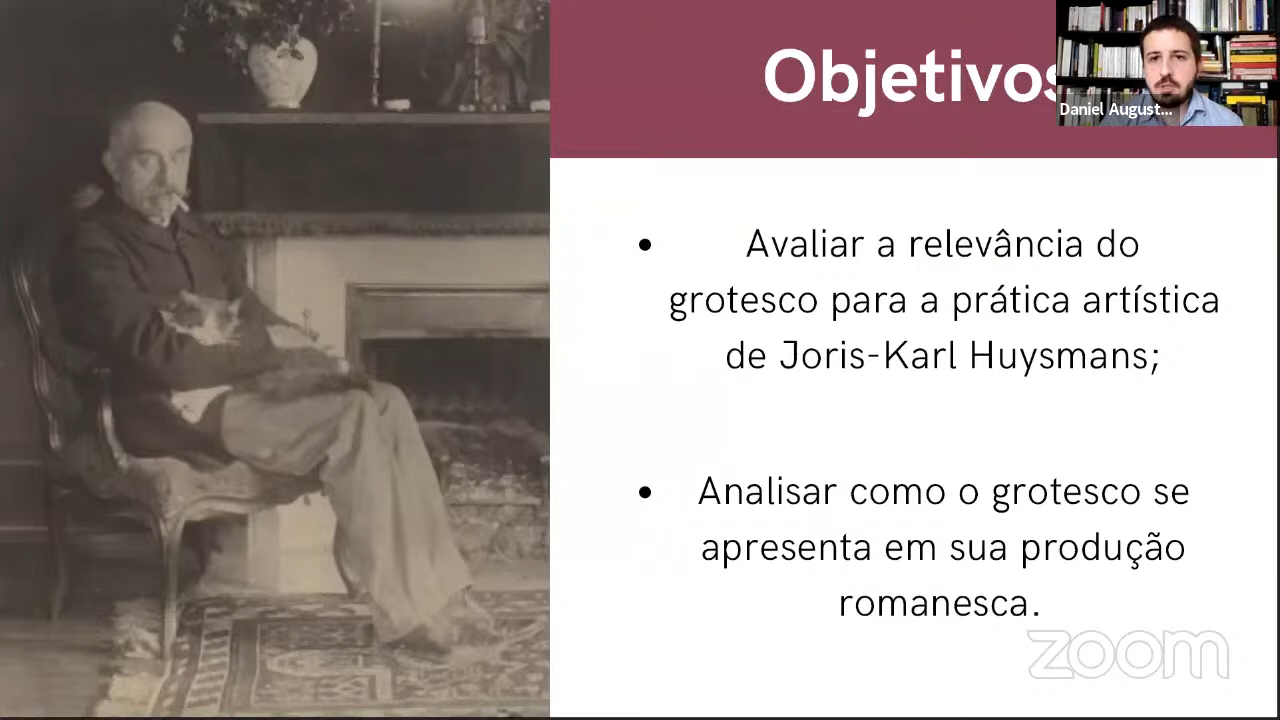 Objetivos
Daniel August...
• Avaliar a relevância do
grotesco para a prática artística
de Joris-Karl Huysmans;
• Analisar como o grotesco se
apresenta em sua produção
romanesca.
zoom